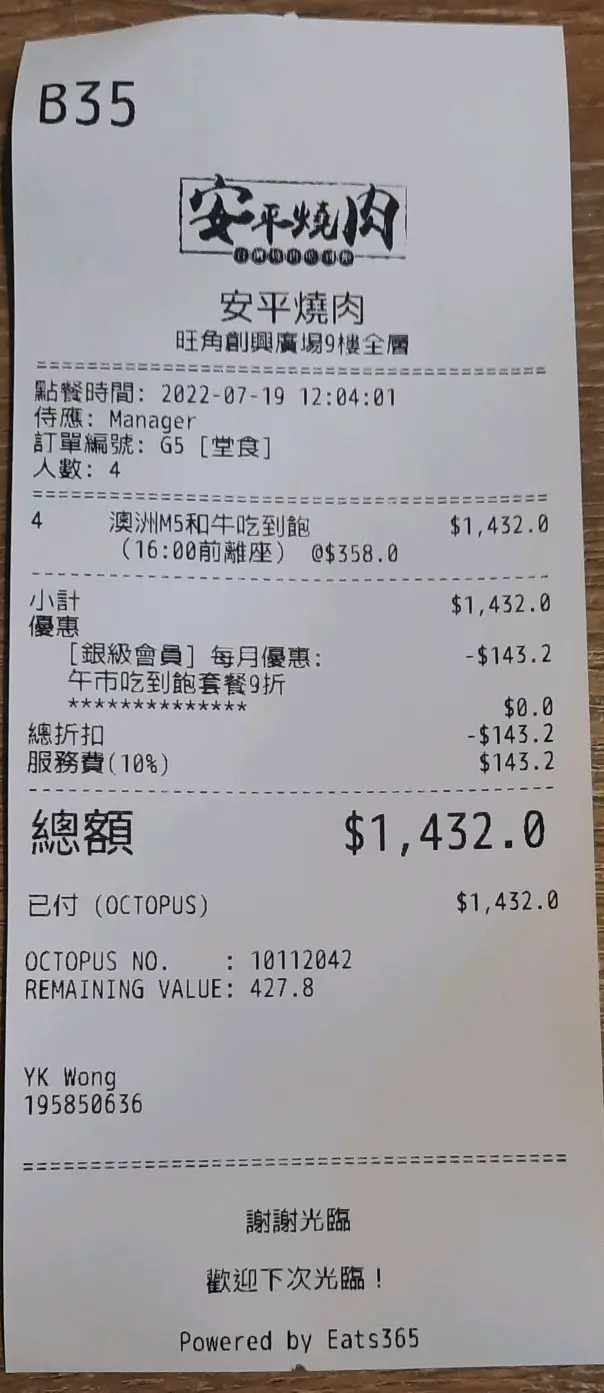 B35
安平燒肉
安平燒肉
旺角創興廣場9樓全層
================================================
點餐時間: 2022-07-19 12:04:01
侍應: Manager
訂單編號: G5 [堂食]
人數: 4
================================================
4 澳洲M5和牛吃到飽 $1,432.0
(16:00前離座) @$358.0
------------------------------------------------
小計 $1,432.0
優惠
[銀級會員] 每月優惠: -$143.2
午市吃到飽套餐9折
************** $0.0
總折扣 -$143.2
服務費(10%) $143.2
------------------------------------------------
總額 $1,432.0
已付 (OCTOPUS) $1,432.0
OCTOPUS NO. : 10112042
REMAINING VALUE: 427.8
YK Wong
195850636
================================================
謝謝光臨
歡迎下次光臨!
Powered by Eats365